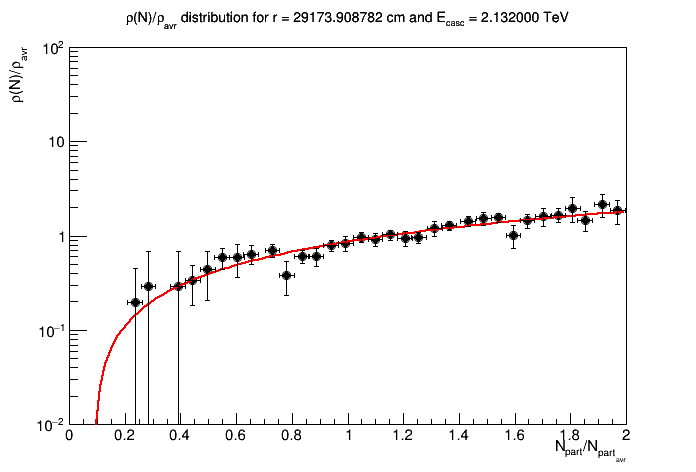 ρ(N)/ρavr distribution for r = 29173.908782 cm and Ecasc = 2.132000 TeV
ρ(N)/ρavr
10²
10
1
10⁻¹
10⁻²
0 0.2 0.4 0.6 0.8 1 1.2 1.4 1.6 1.8 2
Npart/Npartavr